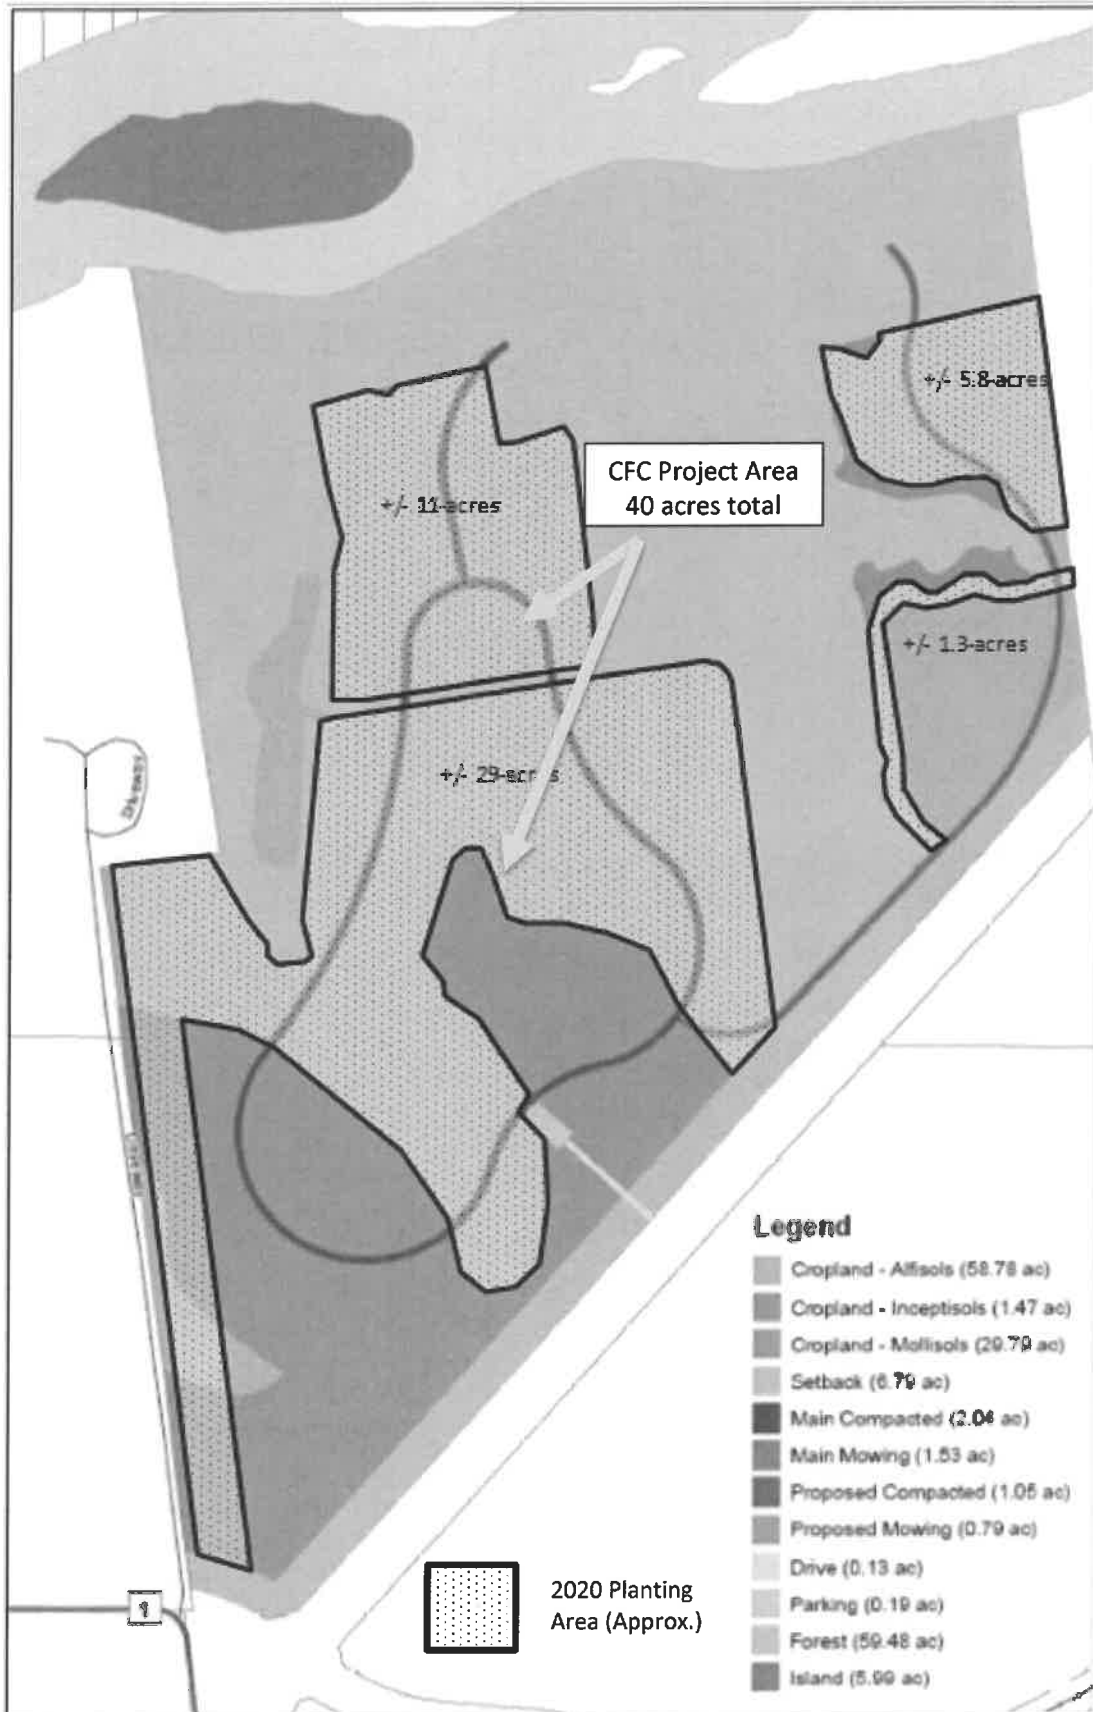 +/- 5.8-acres
CFC Project Area
40 acres total
+/- 11-acres
+/- 1.3-acres
+/- 29-acres
Legend
Cropland - Alfisols (58.78 ac)
Cropland - Inceptisols (1.47 ac)
Cropland - Mollisols (29.79 ac)
Setback (6.79 ac)
Main Compacted (2.04 ac)
Main Mowing (1.53 ac)
Proposed Compacted (1.05 ac)
Proposed Mowing (0.79 ac)
Drive (0.13 ac)
Parking (0.19 ac)
Forest (59.48 ac)
Island (5.99 ac)
2020 Planting
Area (Approx.)
9